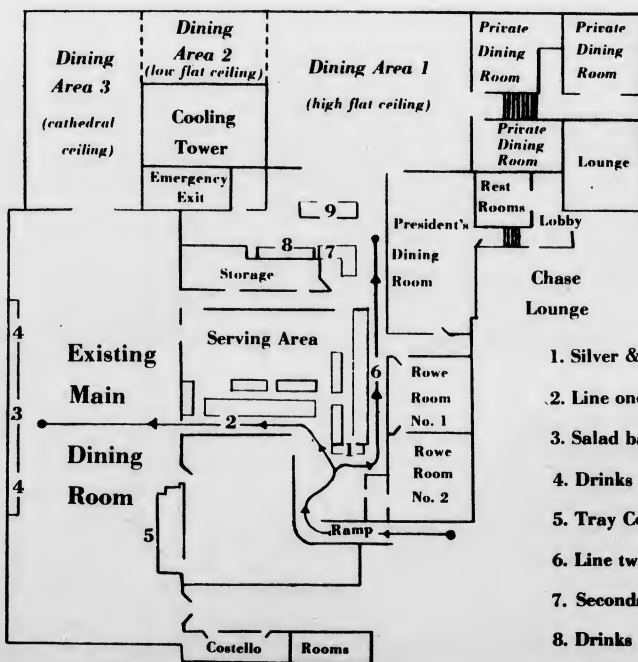 Dining
Area 3
(cathedral
ceiling)
Dining
Area 2
(low flat ceiling)
Dining Area 1
(high flat ceiling)
Private
Dining
Room
Private
Dining
Room
Cooling
Tower
Private
Dining Room
Lounge
Emergency
Exit
Rest
Rooms
Lobby
9
President's
Dining
Room
8
7
Storage
Chase
Lounge
Serving Area
4
Existing
Main
Dining
Room
3
4
6
2
1
5
Rowe
Room
No. 1
Rowe
Room
No. 2
Ramp
Costello
Rooms
1. Silver &
2. Line on
3. Salad ba
4. Drinks
5. Tray Co
6. Line tw
7. Second
8. Drinks